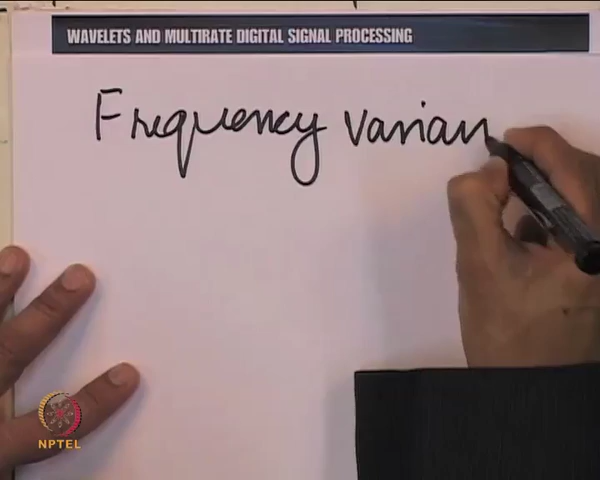 WAVELETS AND MULTIRATE DIGITAL SIGNAL PROCESSING
Frequency varian
NPTEL